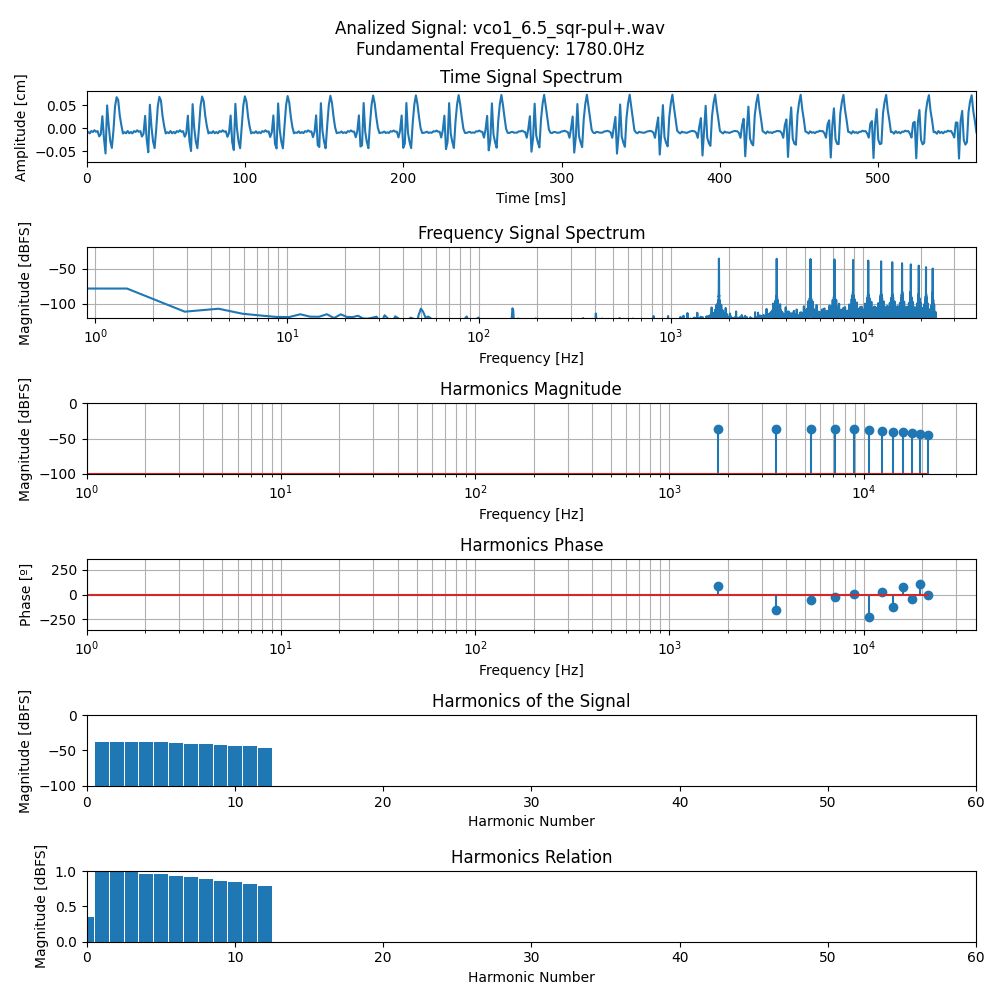 Analized Signal: vco1_6.5_sqr-pul+.wav
Fundamental Frequency: 1780.0Hz
Time Signal Spectrum
Amplitude [cm]
0.05
0.00
−0.05
0 100 200 300 400 500
Time [ms]
Frequency Signal Spectrum
Magnitude [dBFS]
−50
−100
10^0 10^1 10^2 10^3 10^4
Frequency [Hz]
Harmonics Magnitude
Magnitude [dBFS]
0
−50
−100
10^0 10^1 10^2 10^3 10^4
Frequency [Hz]
Harmonics Phase
Phase [º]
250
0
−250
10^0 10^1 10^2 10^3 10^4
Frequency [Hz]
Harmonics of the Signal
Magnitude [dBFS]
0
−50
−100
0 10 20 30 40 50 60
Harmonic Number
Harmonics Relation
Magnitude [dBFS]
1.0
0.5
0.0
0 10 20 30 40 50 60
Harmonic Number